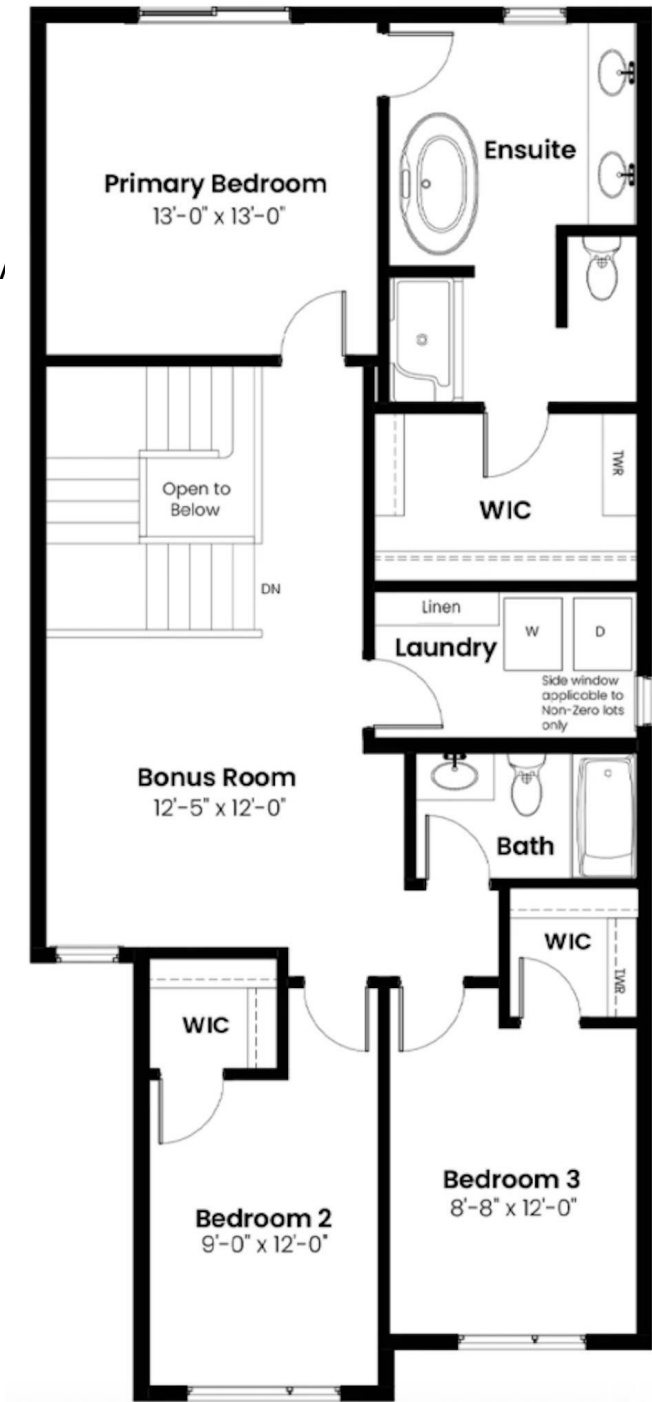 Primary Bedroom
13'-0" x 13'-0"
Ensuite
Open to
Below
DN
WIC
TWR
Linen
Laundry
W
D
Side window
applicable to
Non-Zero lots
only
Bonus Room
12'-5" x 12'-0"
Bath
WIC
TWR
WIC
Bedroom 2
9'-0" x 12'-0"
Bedroom 3
8'-8" x 12'-0"